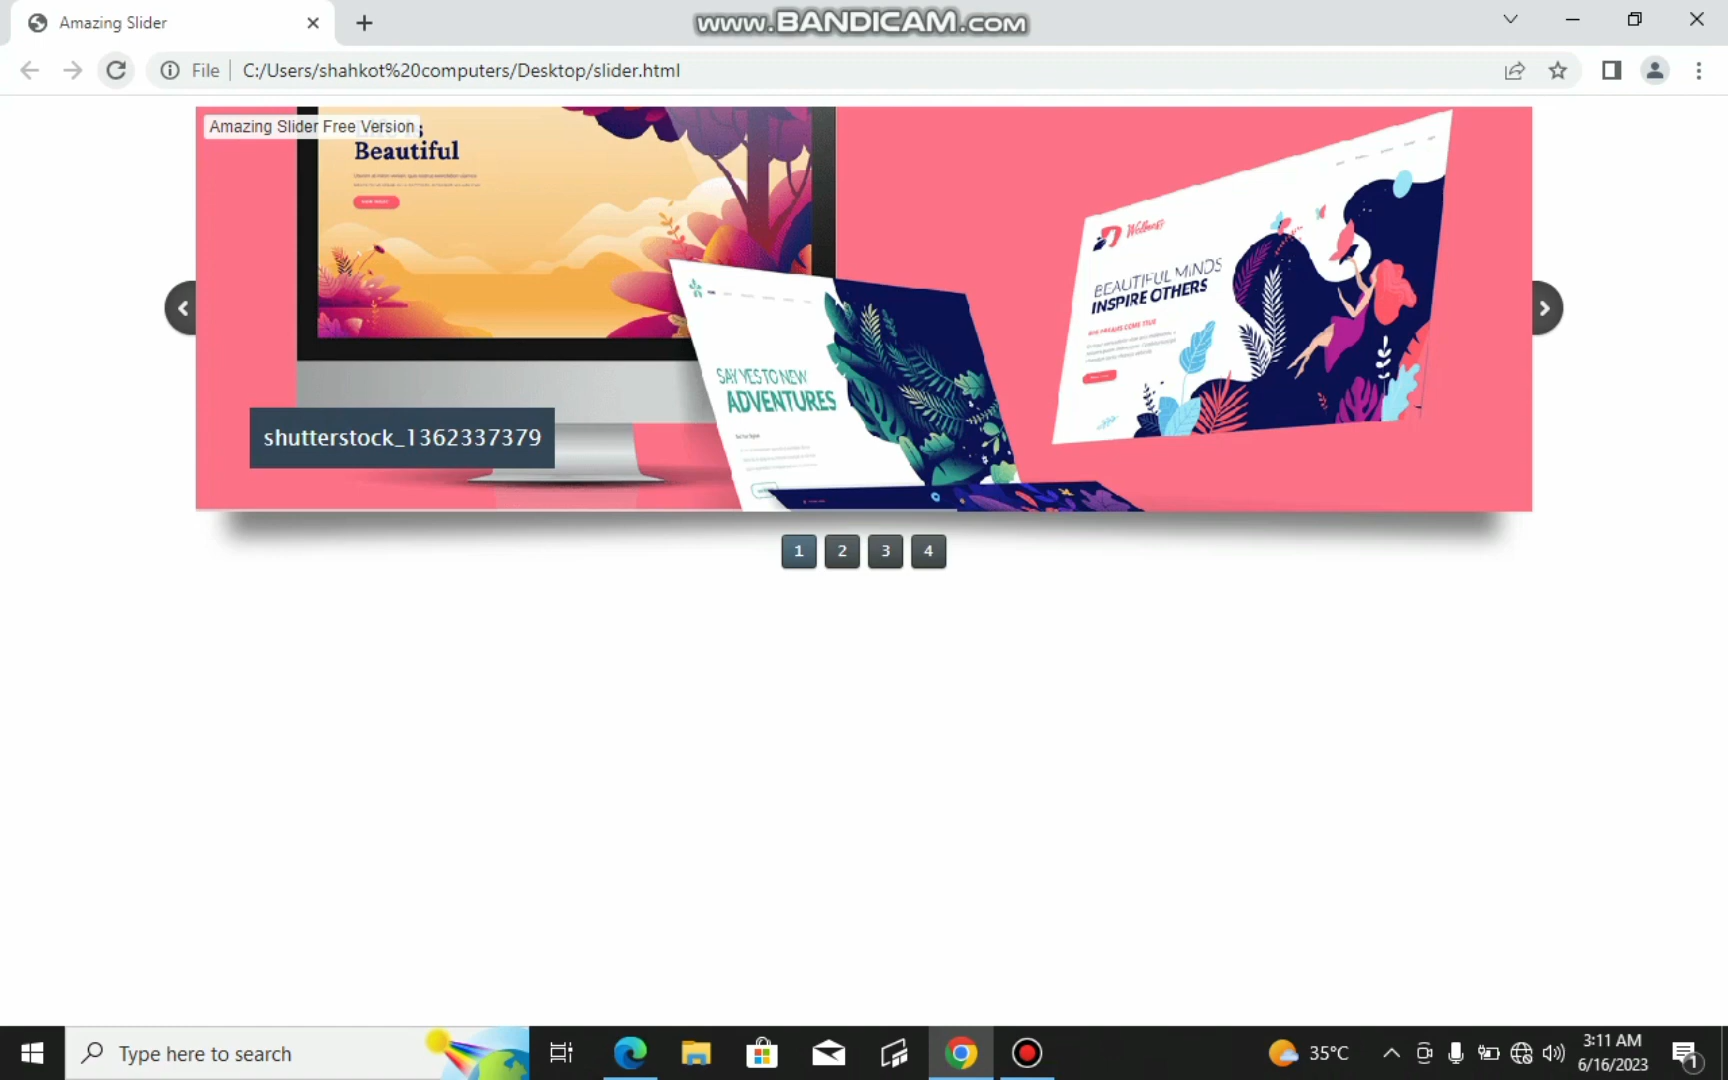 Amazing Slider
www.BANDICAM.com
File
C:/Users/shahkot%20computers/Desktop/slider.html
Amazing Slider Free Version
Beautiful
Wellness
BEAUTIFUL MINDS
INSPIRE OTHERS
SAY YES TO NEW
ADVENTURES
shutterstock_1362337379
1 2 3 4
Type here to search
35°C
3:11 AM
6/16/2023
1